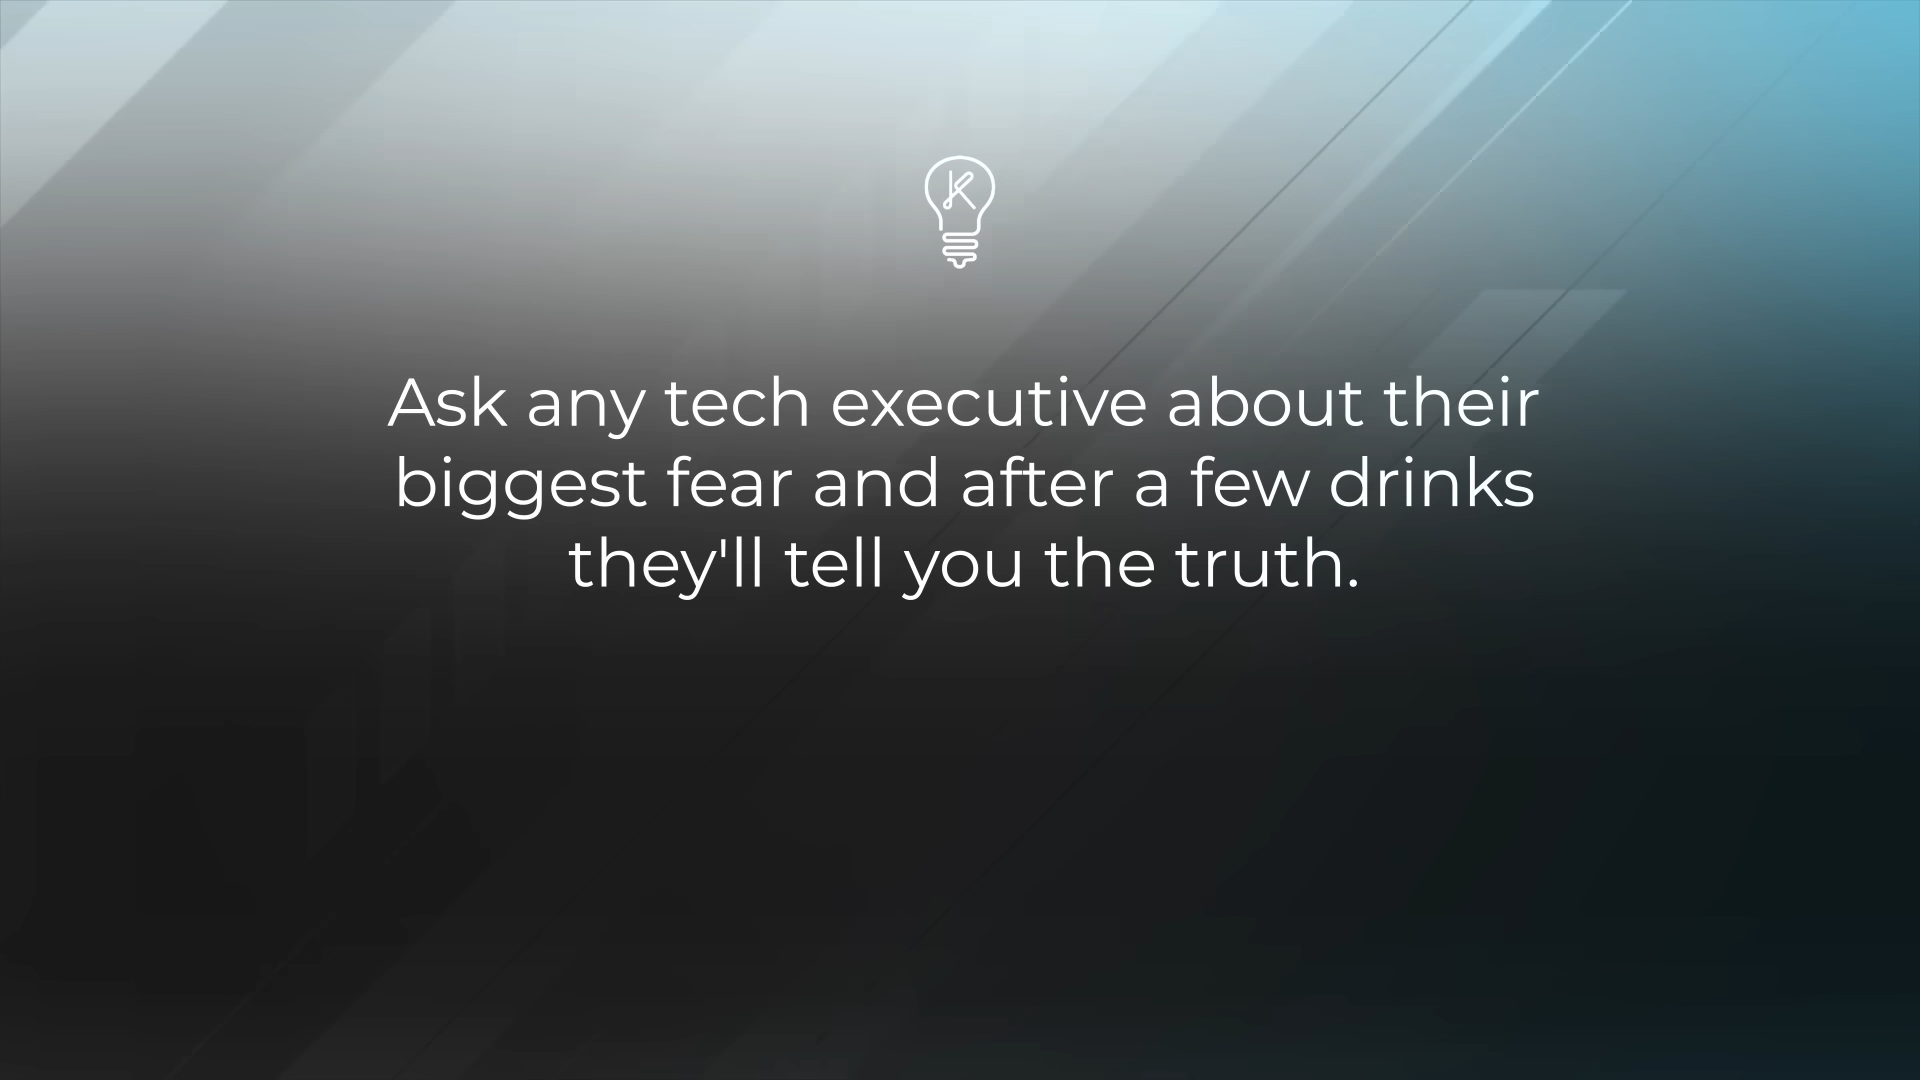 Ask any tech executive about their
biggest fear and after a few drinks
they'll tell you the truth.